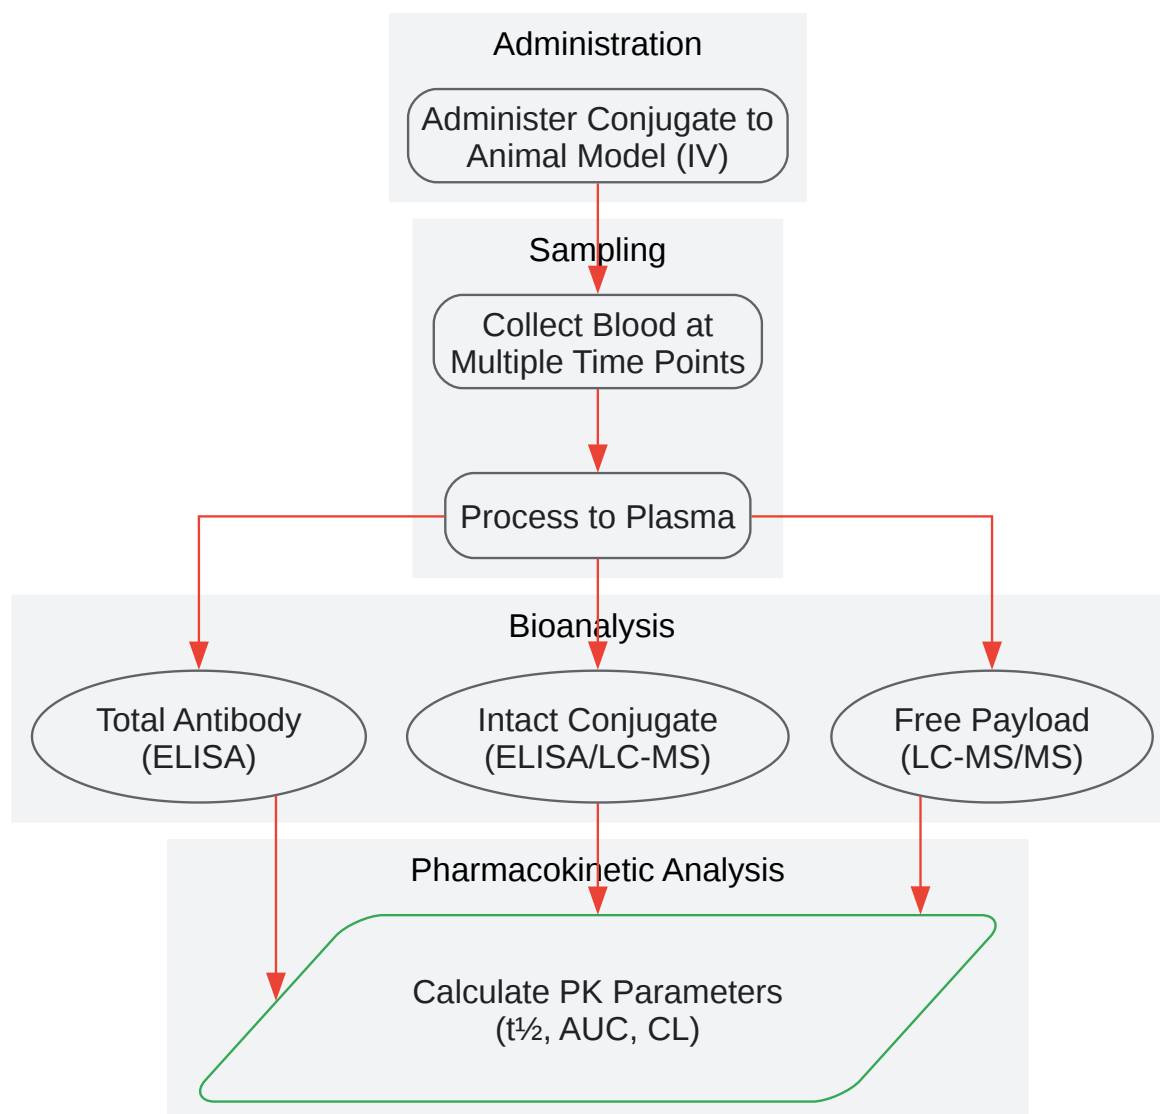 Administration
Administer Conjugate to
Animal Model (IV)
Sampling
Collect Blood at
Multiple Time Points
Process to Plasma
Bioanalysis
Total Antibody
(ELISA)
Intact Conjugate
(ELISA/LC-MS)
Free Payload
(LC-MS/MS)
Pharmacokinetic Analysis
Calculate PK Parameters
(t½, AUC, CL)